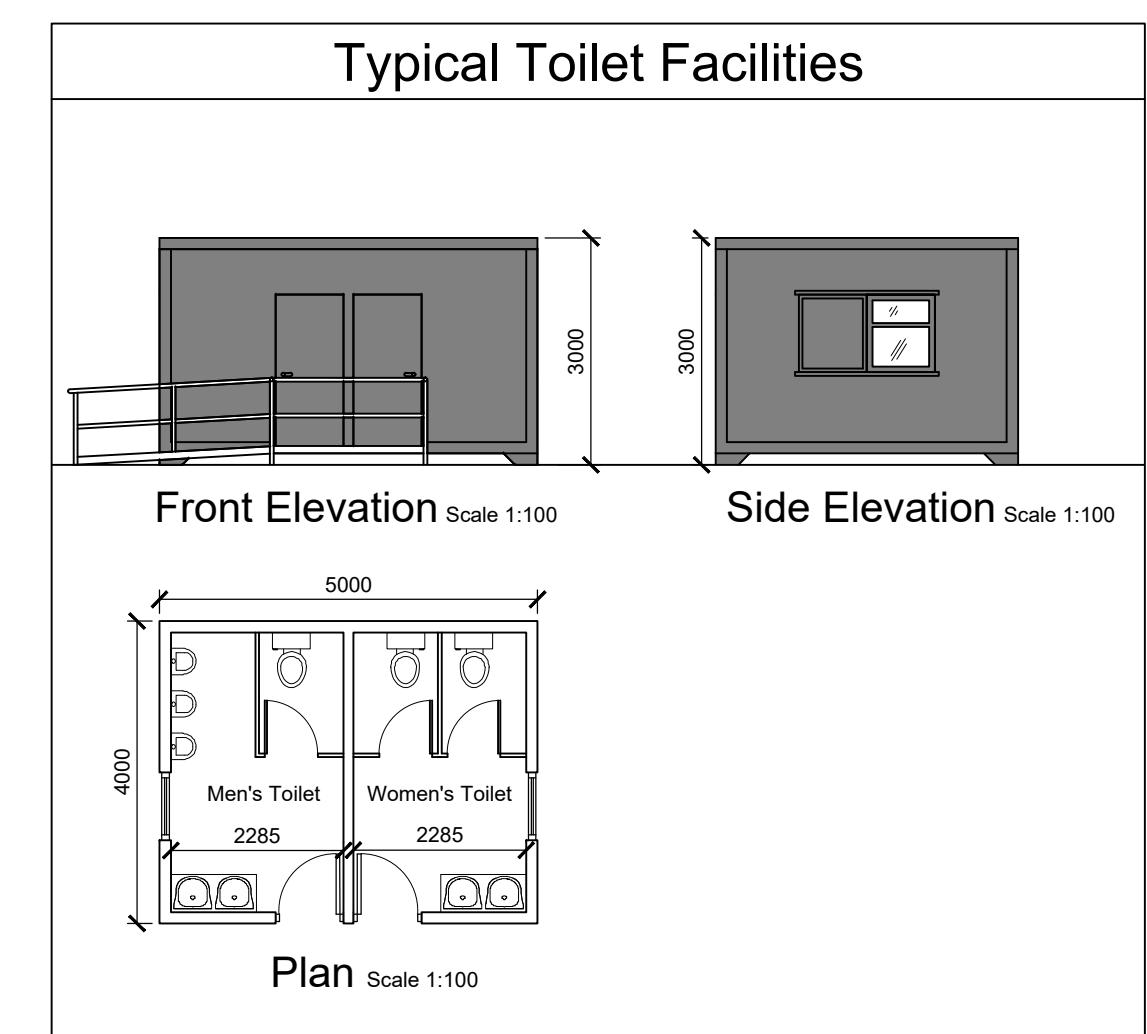 Typical Toilet Facilities
3000
3000
Front Elevation Scale 1:100
Side Elevation Scale 1:100
5000
4000
Men's Toilet
Women's Toilet
2285
2285
Plan Scale 1:100